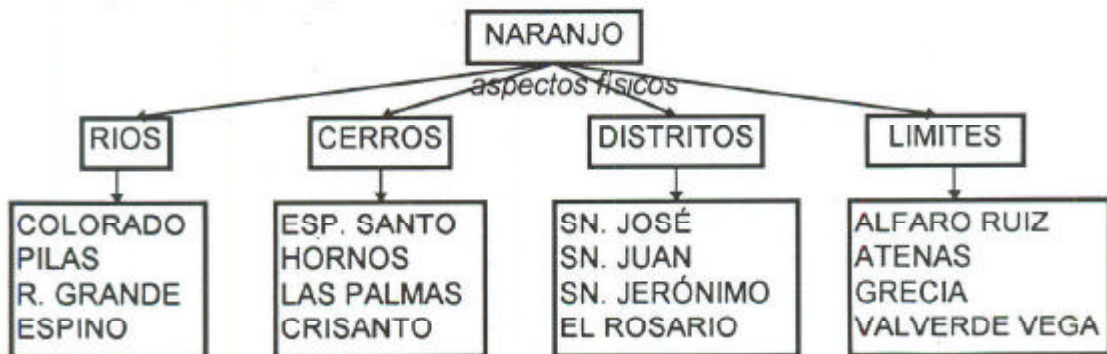 NARANJO
aspectos físicos
RIOS
CERROS
DISTRITOS
LIMITES
COLORADO
PILAS
R. GRANDE
ESPINO
ESP. SANTO
HORNOS
LAS PALMAS
CRISANTO
SN. JOSÉ
SN. JUAN
SN. JERÓNIMO
EL ROSARIO
ALFARO RUIZ
ATENAS
GRECIA
VALVERDE VEGA